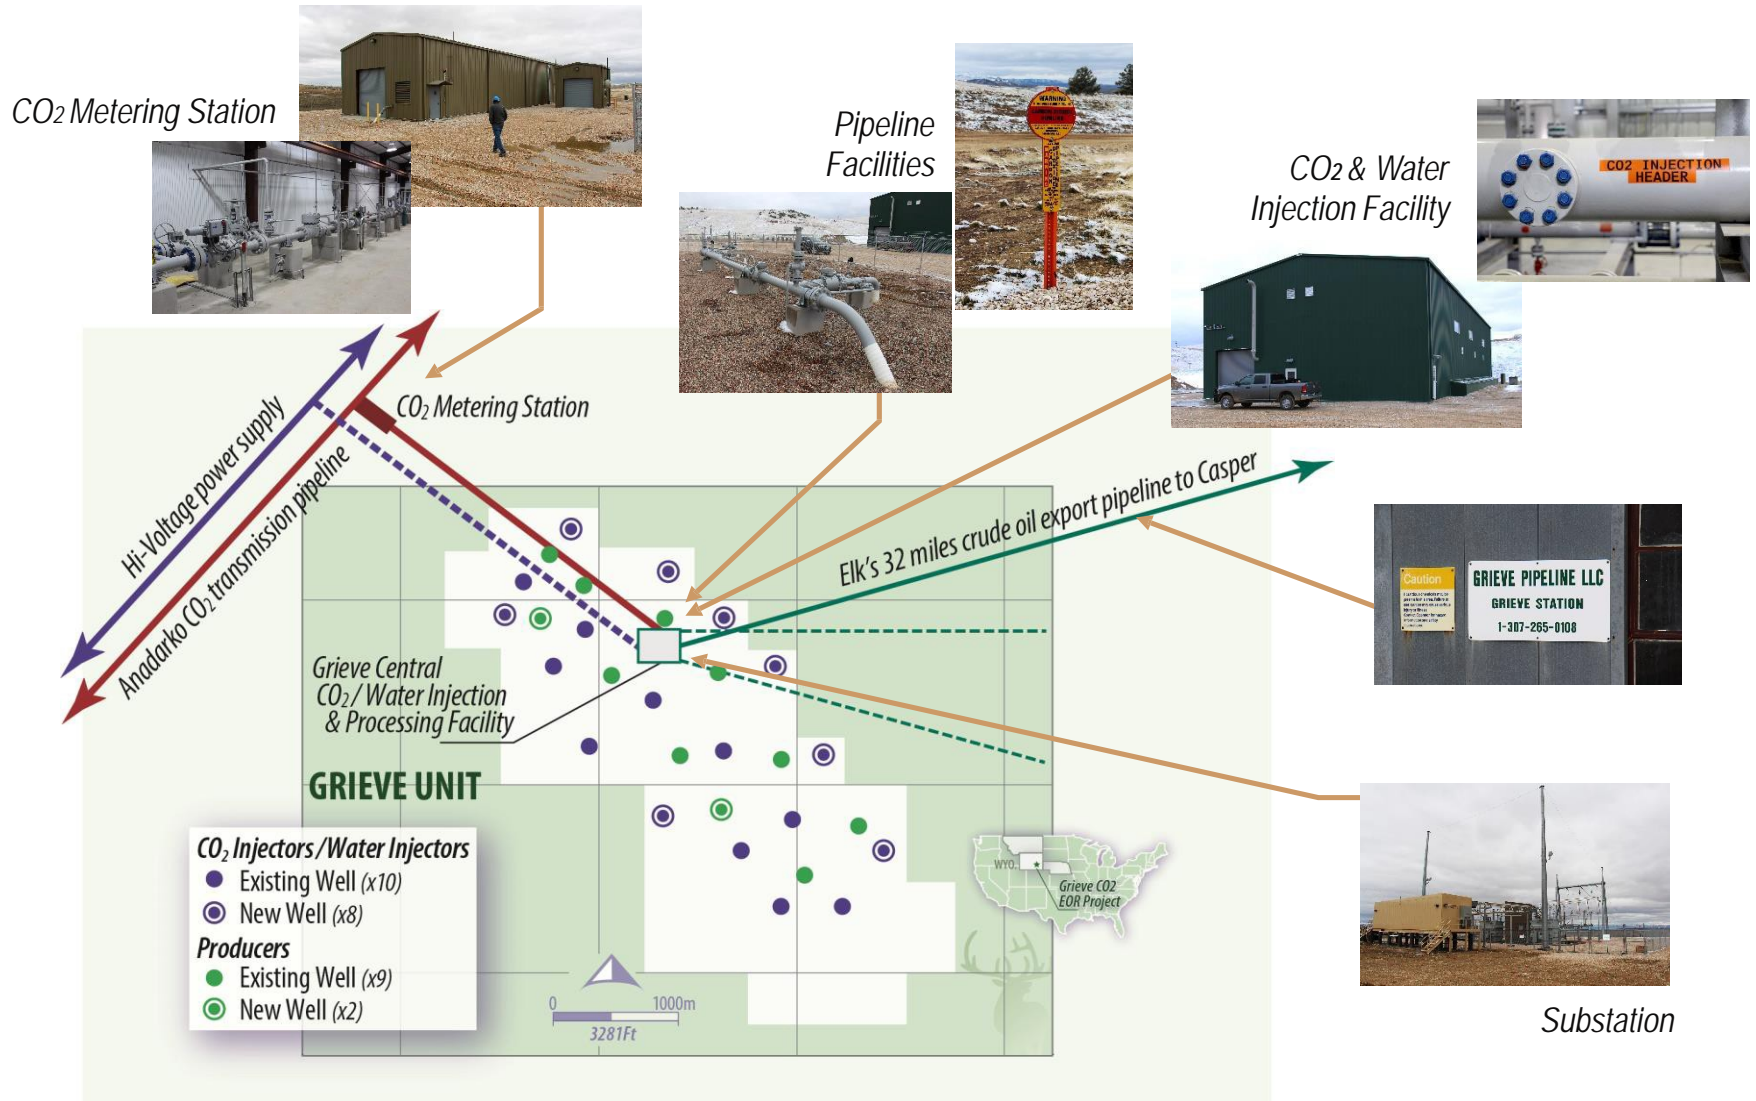 CO2 Metering Station
Pipeline
Facilities
WARNING
CO2 & Water
Injection Facility
CO2 INJECTION
HEADER
Hi-Voltage power supply
Anadarko CO2 transmission pipeline
CO2 Metering Station
Elk's 32 miles crude oil export pipeline to Casper
Caution
GRIEVE PIPELINE LLC
GRIEVE STATION
1-307-265-0108
Grieve Central
CO2 / Water Injection
& Processing Facility
GRIEVE UNIT
CO2 Injectors/Water Injectors
Existing Well (x10)
New Well (x8)
Producers
Existing Well (x9)
New Well (x2)
0 1000m
3281Ft
WYO.
Grieve CO2
EOR Project
Substation